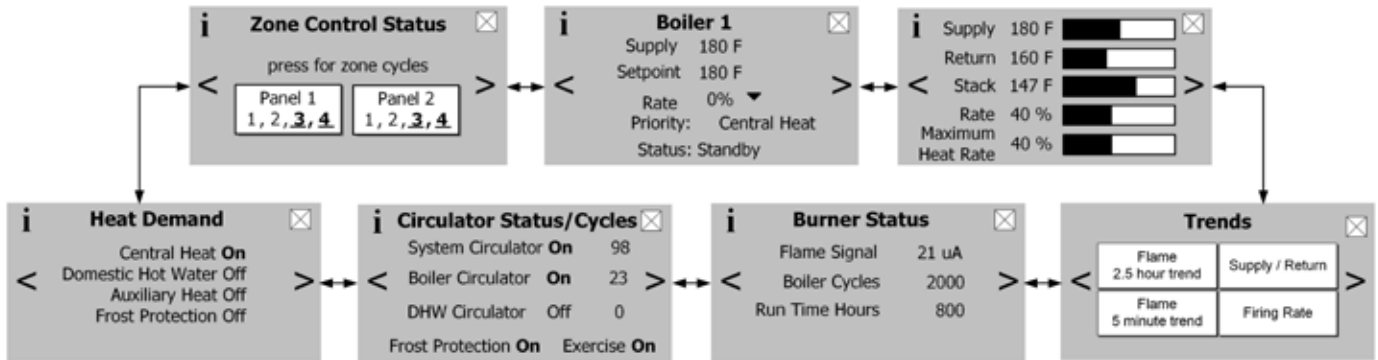 i Zone Control Status
press for zone cycles
< Panel 1 Panel 2 >
1, 2, 3, 4 1, 2, 3, 4
i Boiler 1
Supply 180 F
< Setpoint 180 F >
Rate 0%
Priority: Central Heat
Status: Standby
i Supply 180 F
Return 160 F
< Stack 147 F >
Rate 40 %
Maximum
Heat Rate 40 %
i Heat Demand
Central Heat On
< Domestic Hot Water Off >
Auxiliary Heat Off
Frost Protection Off
i Circulator Status/Cycles
System Circulator On 98
< Boiler Circulator On 23 >
DHW Circulator Off 0
Frost Protection On Exercise On
i Burner Status
Flame Signal 21 uA
< Boiler Cycles 2000 >
Run Time Hours 800
Trends
Flame
2.5 hour trend
Supply / Return
< >
Flame
5 minute trend
Firing Rate